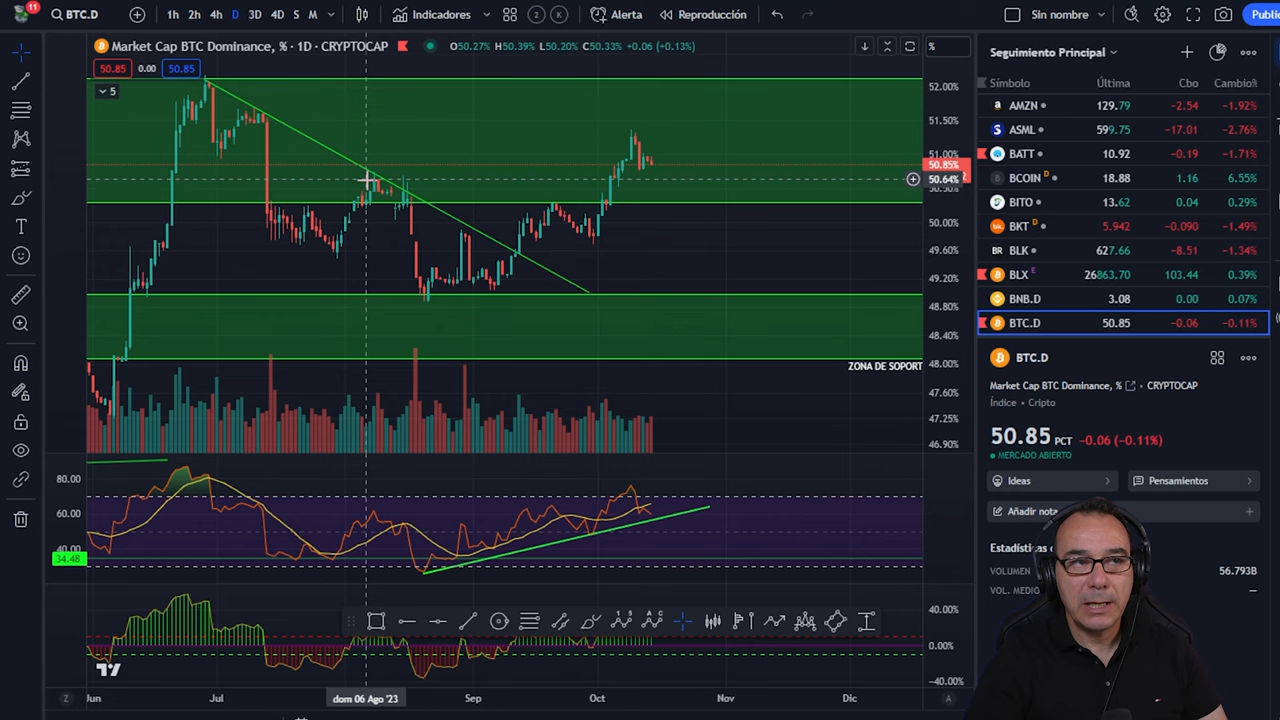 11
BTC.D
1h 2h 4h D 3D 4D S M
Indicadores
2 K
Alerta
Reproducción
Sin nombre
Public
Market Cap BTC Dominance, % · 1D · CRYPTOCAP
O50.27% H50.39% L50.20% C50.33% +0.06 (+0.13%)
%
50.85 0.00 50.85
5
52.00%
51.50%
51.00%
50.85%
50.64%
50.50%
50.00%
49.60%
49.20%
48.80%
48.40%
48.00%
47.60%
47.25%
46.90%
ZONA DE SOPORT
80.00
60.00
40.00
34.48
40.00%
0.00%
−40.00%
Jun
Jul
dom 06 Ago '23
Sep
Oct
Nov
Dic
Z
A
Seguimiento Principal
Símbolo Última Cbo Cambio%
AMZN 129.79 −2.54 −1.92%
ASML 599.75 −17.01 −2.76%
BATT 10.92 −0.19 −1.71%
BCOIN D 18.88 1.16 6.55%
BITO 13.62 0.04 0.29%
BKT D 5.942 −0.090 −1.49%
BLK 627.66 −8.51 −1.34%
BLX E 26863.70 103.44 0.39%
BNB.D 3.08 0.00 0.07%
BTC.D 50.85 −0.06 −0.11%
BTC.D
Market Cap BTC Dominance, % · CRYPTOCAP
Índice · Cripto
50.85 PCT −0.06 (−0.11%)
MERCADO ABIERTO
Ideas
Pensamientos
Añadir nota
Estadísticas
VOLUMEN 56.793B
VOL. MEDIO —